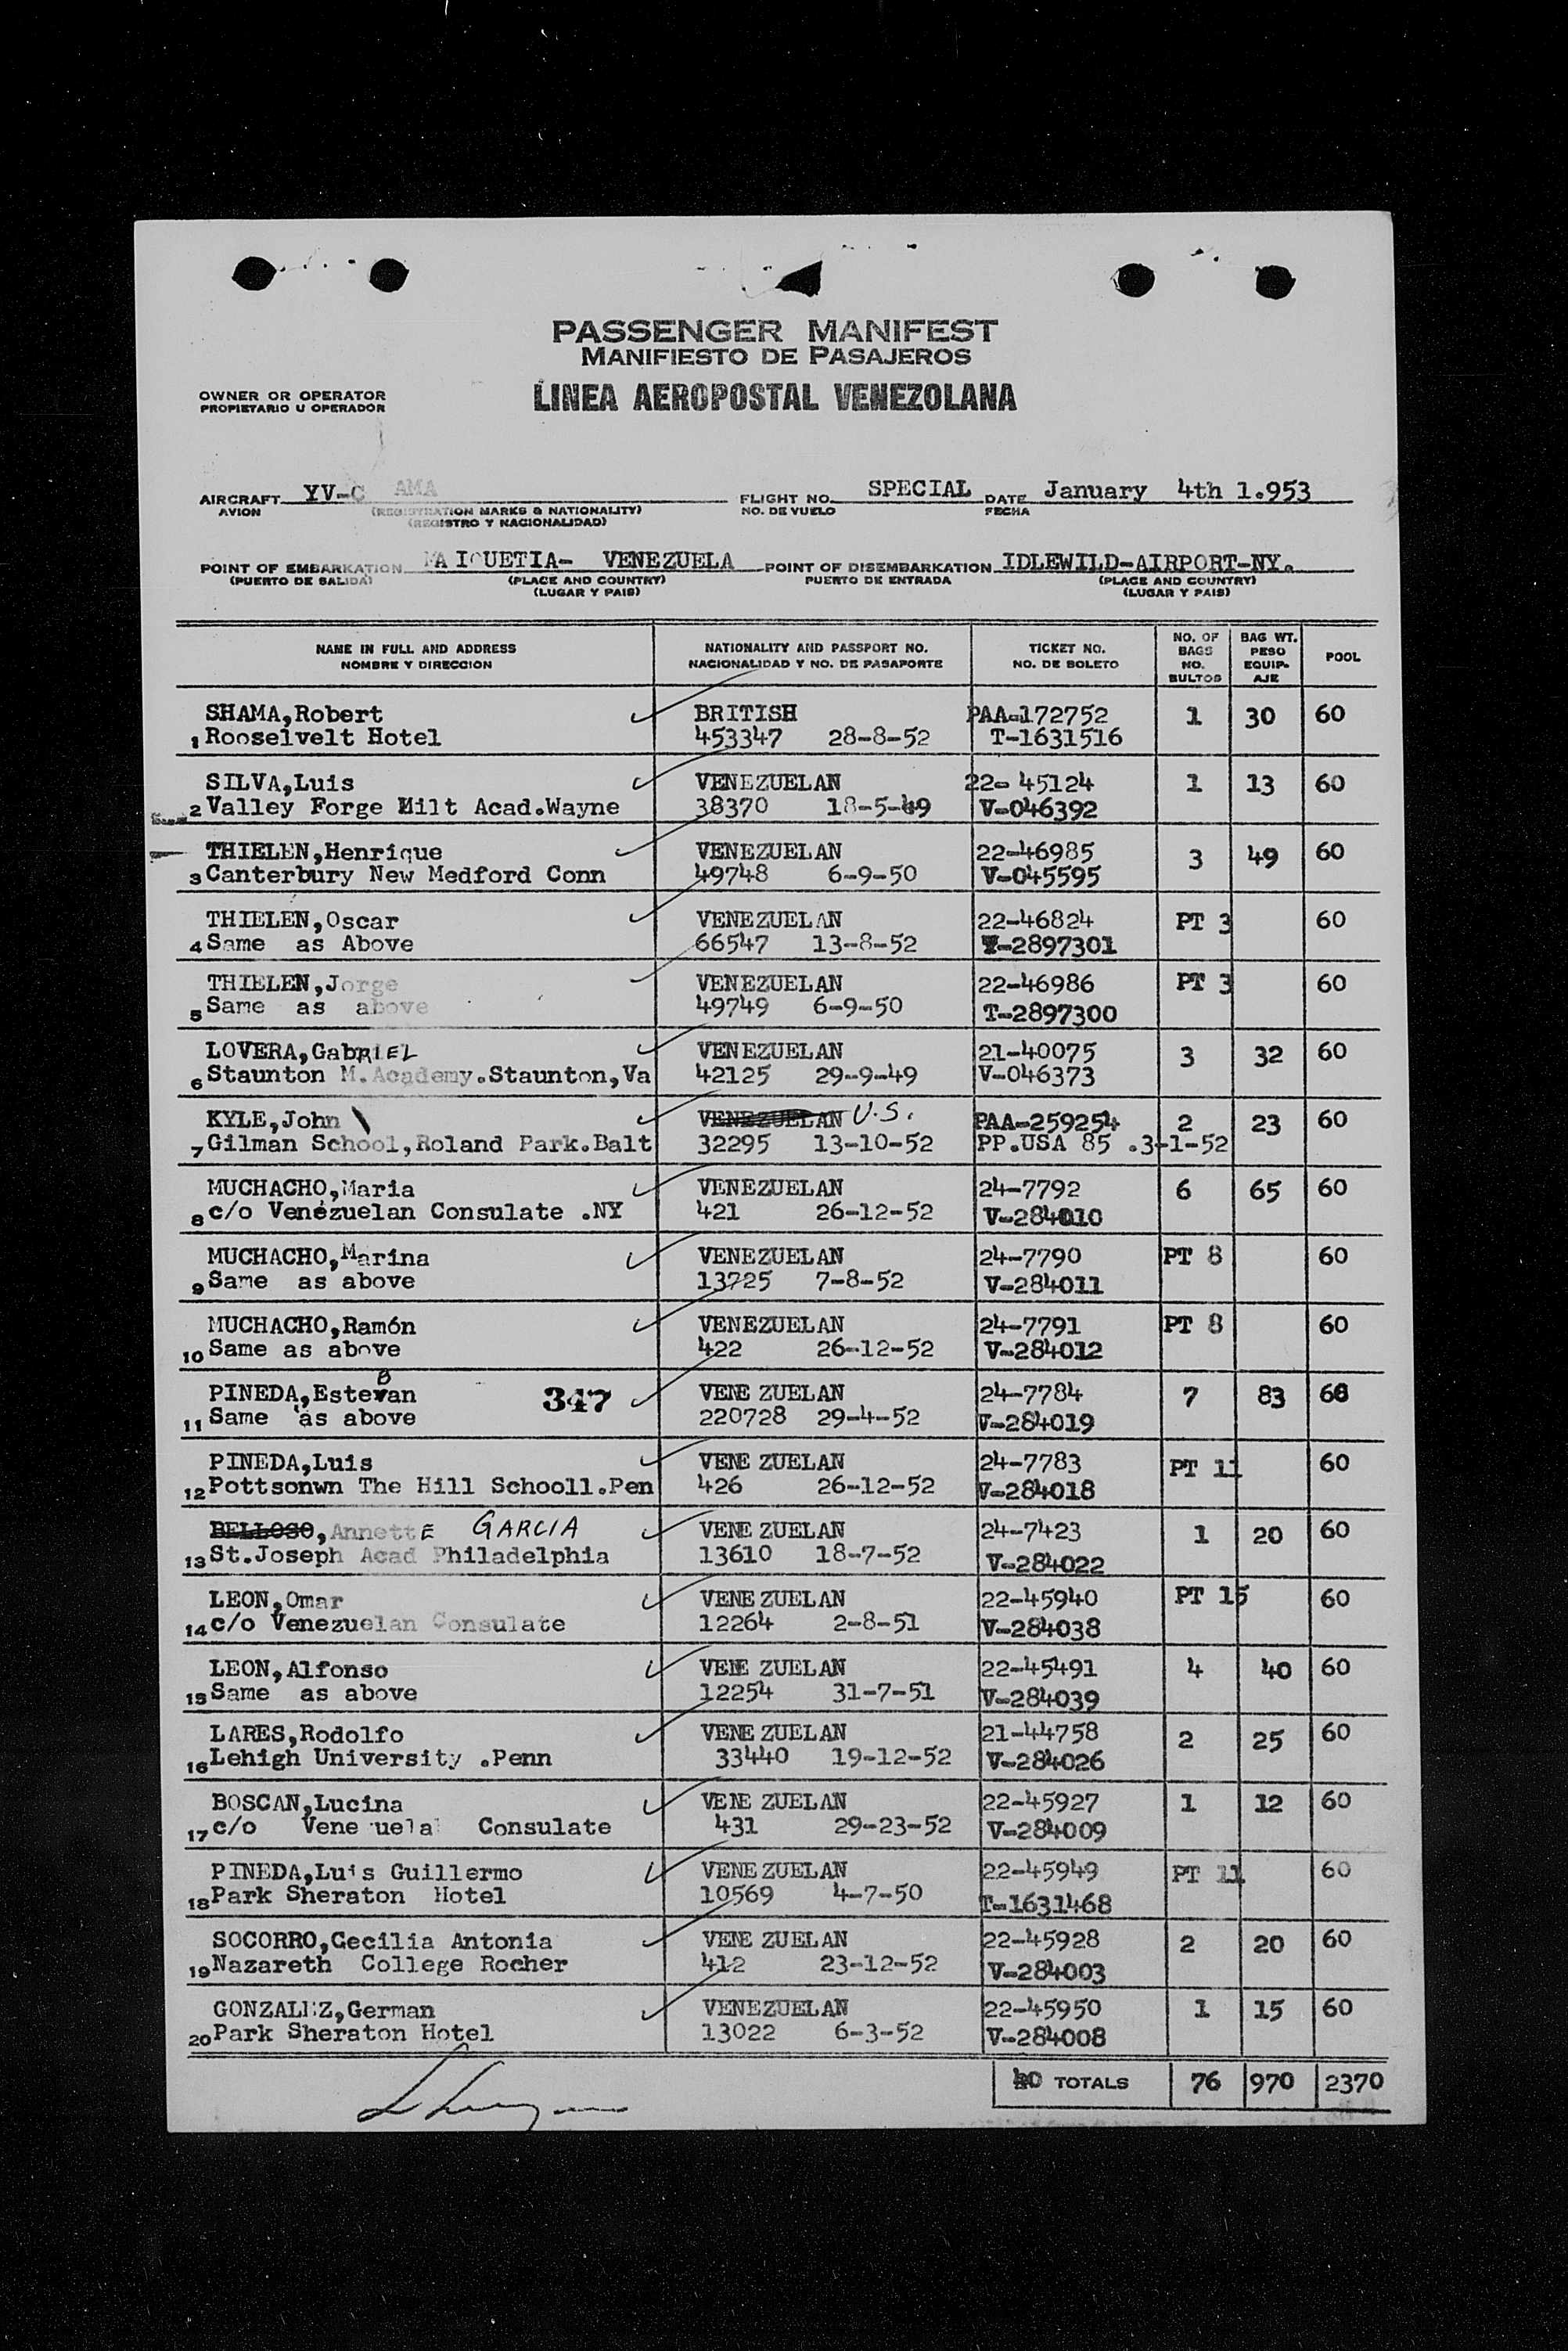 PASSENGER MANIFEST
MANIFIESTO DE PASAJEROS
OWNER OR OPERATOR
PROPIETARIO U OPERADOR
LINEA AEROPOSTAL VENEZOLANA
AIRCRAFT YV-C AMA FLIGHT NO. SPECIAL DATE January 4th 1.953
AVION (REGISTRATION MARKS & NATIONALITY) NO. DE VUELO FECHA
(REGISTRO Y NACIONALIDAD)
POINT OF EMBARKATION MAIQUETIA- VENEZUELA POINT OF DISEMBARKATION IDLEWILD-AIRPORT-NY.
(PUERTO DE SALIDA) (PLACE AND COUNTRY) PUERTO DE ENTRADA (PLACE AND COUNTRY)
(LUGAR Y PAIS) (LUGAR Y PAIS)
NAME IN FULL AND ADDRESS NATIONALITY AND PASSPORT NO. TICKET NO. NO. OF BAGS BAG WT. POOL
NOMBRE Y DIRECCION NACIONALIDAD Y NO. DE PASAPORTE NO. DE BOLETO NO. BULTOS PESO EQUIP-AJE
SHAMA,Robert BRITISH PAA-172752 1 30 60
1 Rooseivelt Hotel 453347 28-8-52 T-1631516
SILVA,Luis VENEZUELAN 22- 45124 1 13 60
2 Valley Forge Milt Acad.Wayne 38370 18-5-49 V-046392
THIELEN,Henrique VENEZUELAN 22-46985 3 49 60
3 Canterbury New Medford Conn 49748 6-9-50 V-045595
THIELEN,Oscar VENEZUELAN 22-46824 PT 3 60
4 Same as Above 66547 13-8-52 T-2897301
THIELEN,Jorge VENEZUELAN 22-46986 PT 3 60
5 Same as above 49749 6-9-50 T-2897300
LOVERA,GabRIEL VENEZUELAN 21-40075 3 32 60
6 Staunton M.Academy.Staunton,Va 42125 29-9-49 V-046373
KYLE,John VENEZUELAN U.S. PAA-259254 2 23 60
7 Gilman School,Roland Park.Balt 32295 13-10-52 PP.USA 85 .3-1-52
MUCHACHO,Maria VENEZUELAN 24-7792 6 65 60
8 c/o Venezuelan Consulate .NY 421 26-12-52 V-284010
MUCHACHO,Marina VENEZUELAN 24-7790 PT 8 60
9 Same as above 13725 7-8-52 V-284011
MUCHACHO,Ramón VENEZUELAN 24-7791 PT 8 60
10 Same as above 422 26-12-52 V-284012
B
PINEDA,Estevan 347 VENE ZUELAN 24-7784 7 83 60
11 Same as above 220728 29-4-52 V-284019
PINEDA,Luis VENE ZUELAN 24-7783 PT 11 60
12 Pottsonwn The Hill Schooll.Pen 426 26-12-52 V-284018
BELLOSO,AnnettE GARCIA VENE ZUELAN 24-7423 1 20 60
13 St.Joseph Acad Philadelphia 13610 18-7-52 V-284022
LEON,Omar VENE ZUELAN 22-45940 PT 15 60
14 c/o Venezuelan Consulate 12264 2-8-51 V-284038
LEON,Alfonso VENE ZUELAN 22-45491 4 40 60
15 Same as above 12254 31-7-51 V-284039
LARES,Rodolfo VENE ZUELAN 21-44758 2 25 60
16 Lehigh University .Penn 33440 19-12-52 V-284026
BOSCAN,Lucina VENE ZUELAN 22-45927 1 12 60
17 c/o Consulate 431 29-23-52 V-284009
PINEDA,Luis Guillermo VENE ZUELAN 22-45949 PT 11 60
18 Park Sheraton Hotel 10569 4-7-50 T-1631468
SOCORRO,Cecilia Antonia VENE ZUELAN 22-45928 2 20 60
19 Nazareth College Rocher 412 23-12-52 V-284003
GONZALEZ,German VENEZUELAN 22-45950 1 15 60
20 Park Sheraton Hotel 13022 6-3-52 V-284008
40 TOTALS 76 970 2370